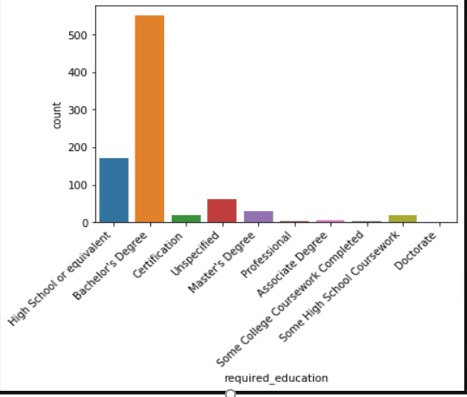 500
400
300
200
100
0
count
High School or equivalent
Bachelor's Degree
Certification
Unspecified
Master's Degree
Professional
Associate Degree
Some College Coursework Completed
Some High School Coursework
Doctorate
required_education